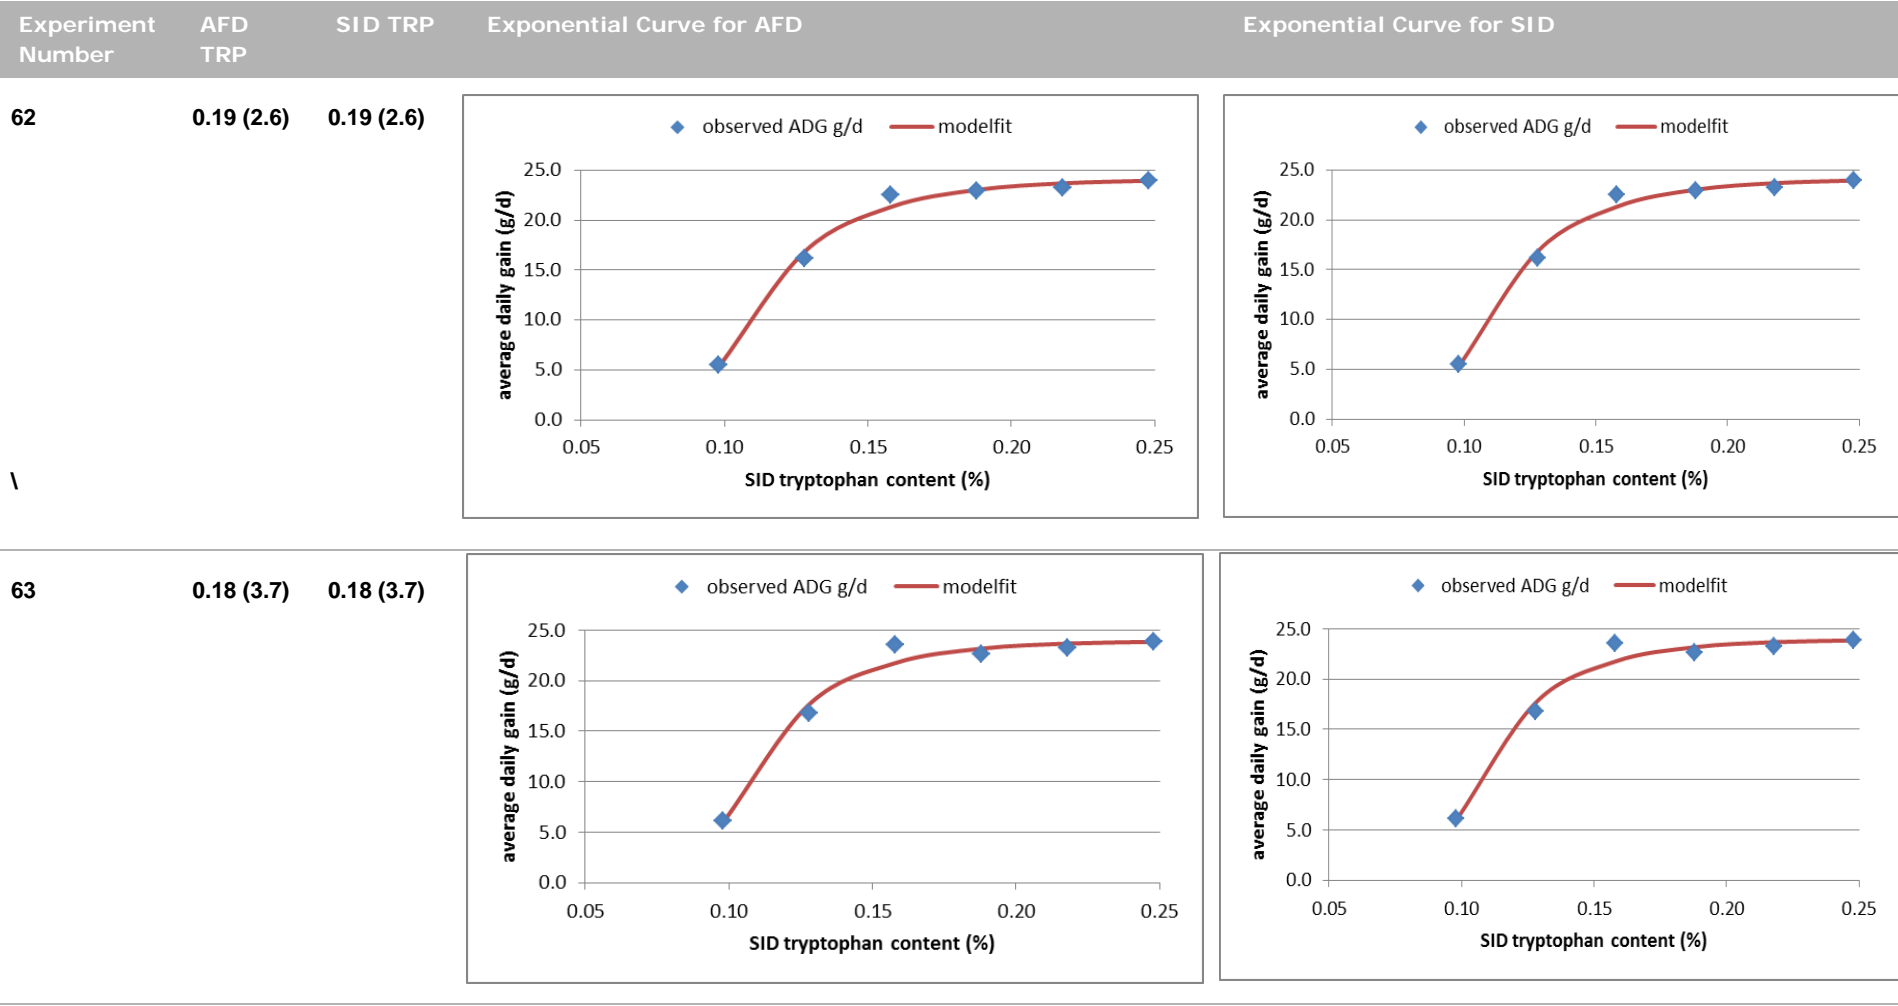 Experiment Number
AFD TRP
SID TRP
Exponential Curve for AFD
Exponential Curve for SID
62
0.19 (2.6)
0.19 (2.6)
\
observed ADG g/d modelfit
average daily gain (g/d)
25.0
20.0
15.0
10.0
5.0
0.0
0.05 0.10 0.15 0.20 0.25
SID tryptophan content (%)
observed ADG g/d modelfit
average daily gain (g/d)
25.0
20.0
15.0
10.0
5.0
0.0
0.05 0.10 0.15 0.20 0.25
SID tryptophan content (%)
63
0.18 (3.7)
0.18 (3.7)
observed ADG g/d modelfit
average daily gain (g/d)
25.0
20.0
15.0
10.0
5.0
0.0
0.05 0.10 0.15 0.20 0.25
SID tryptophan content (%)
observed ADG g/d modelfit
average daily gain (g/d)
25.0
20.0
15.0
10.0
5.0
0.0
0.05 0.10 0.15 0.20 0.25
SID tryptophan content (%)